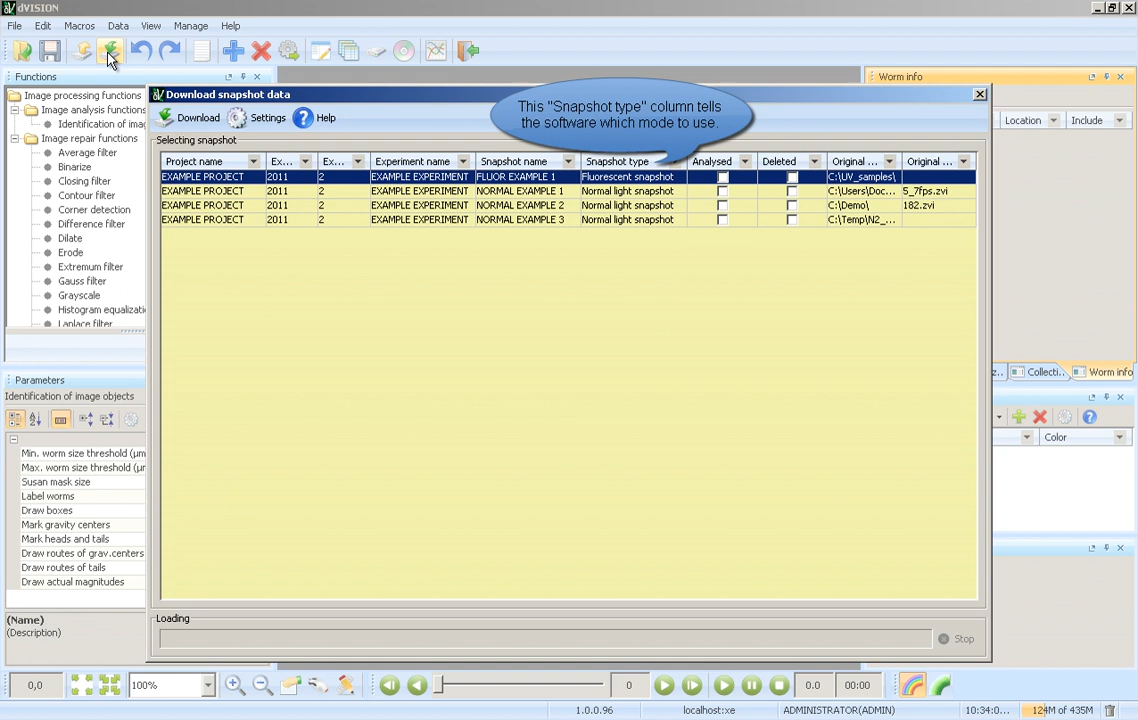 dVISION
File Edit Macros Data View Manage Help
Functions
Worm info
Image processing functions
Image analysis functions
Identification of imag
Image repair functions
Average filter
Binarize
Closing filter
Contour filter
Corner detection
Difference filter
Dilate
Erode
Extremum filter
Gauss filter
Grayscale
Histogram equalizati
Laplace filter
Location Include
Download snapshot data
This "Snapshot type" column tells
the software which mode to use.
Download Settings Help
Selecting snapshot
Project name Ex... Ex... Experiment name Snapshot name Snapshot type Analysed Deleted Original ... Original ...
EXAMPLE PROJECT 2011 2 EXAMPLE EXPERIMENT FLUOR EXAMPLE 1 Fluorescent snapshot C:\UV_samples\
EXAMPLE PROJECT 2011 2 EXAMPLE EXPERIMENT NORMAL EXAMPLE 1 Normal light snapshot C:\Users\Doc... 5_7fps.zvi
EXAMPLE PROJECT 2011 2 EXAMPLE EXPERIMENT NORMAL EXAMPLE 2 Normal light snapshot C:\Demo\ 182.zvi
EXAMPLE PROJECT 2011 2 EXAMPLE EXPERIMENT NORMAL EXAMPLE 3 Normal light snapshot C:\Temp\N2_...
Loading
Stop
z.. Collecti.. Worm info
Color
Parameters
Identification of image objects
Min. worm size threshold (µm
Max. worm size threshold (µm
Susan mask size
Label worms
Draw boxes
Mark gravity centers
Mark heads and tails
Draw routes of grav.centers
Draw routes of tails
Draw actual magnitudes
(Name)
(Description)
0,0 100% 0 0.0 00:00
1.0.0.96 localhost:xe ADMINISTRATOR(ADMIN) 10:34:0... 124M of 435M